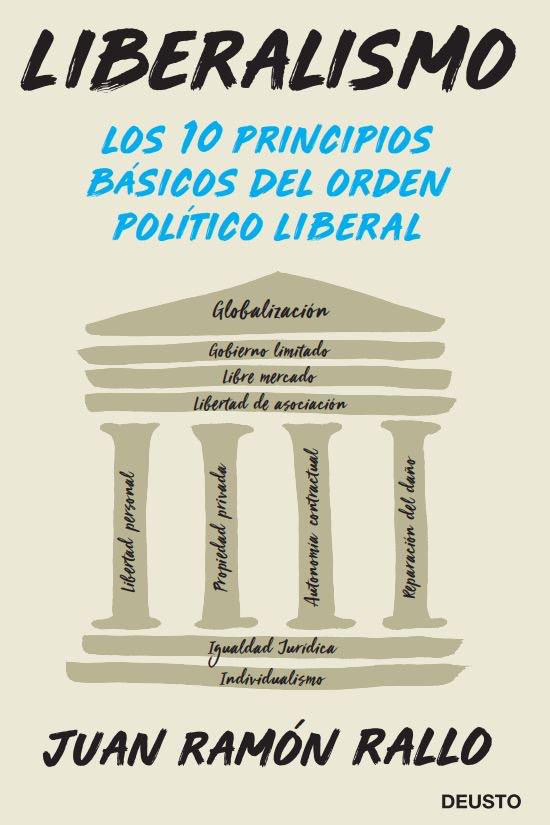 LIBERALISMO
LOS 10 PRINCIPIOS
BÁSICOS DEL ORDEN
POLÍTICO LIBERAL
Globalización
Gobierno limitado
Libre mercado
Libertad de asociación
Libertad personal
Propiedad privada
Autonomía contractual
Reparación del daño
Igualdad Jurídica
Individualismo
JUAN RAMÓN RALLO
DEUSTO